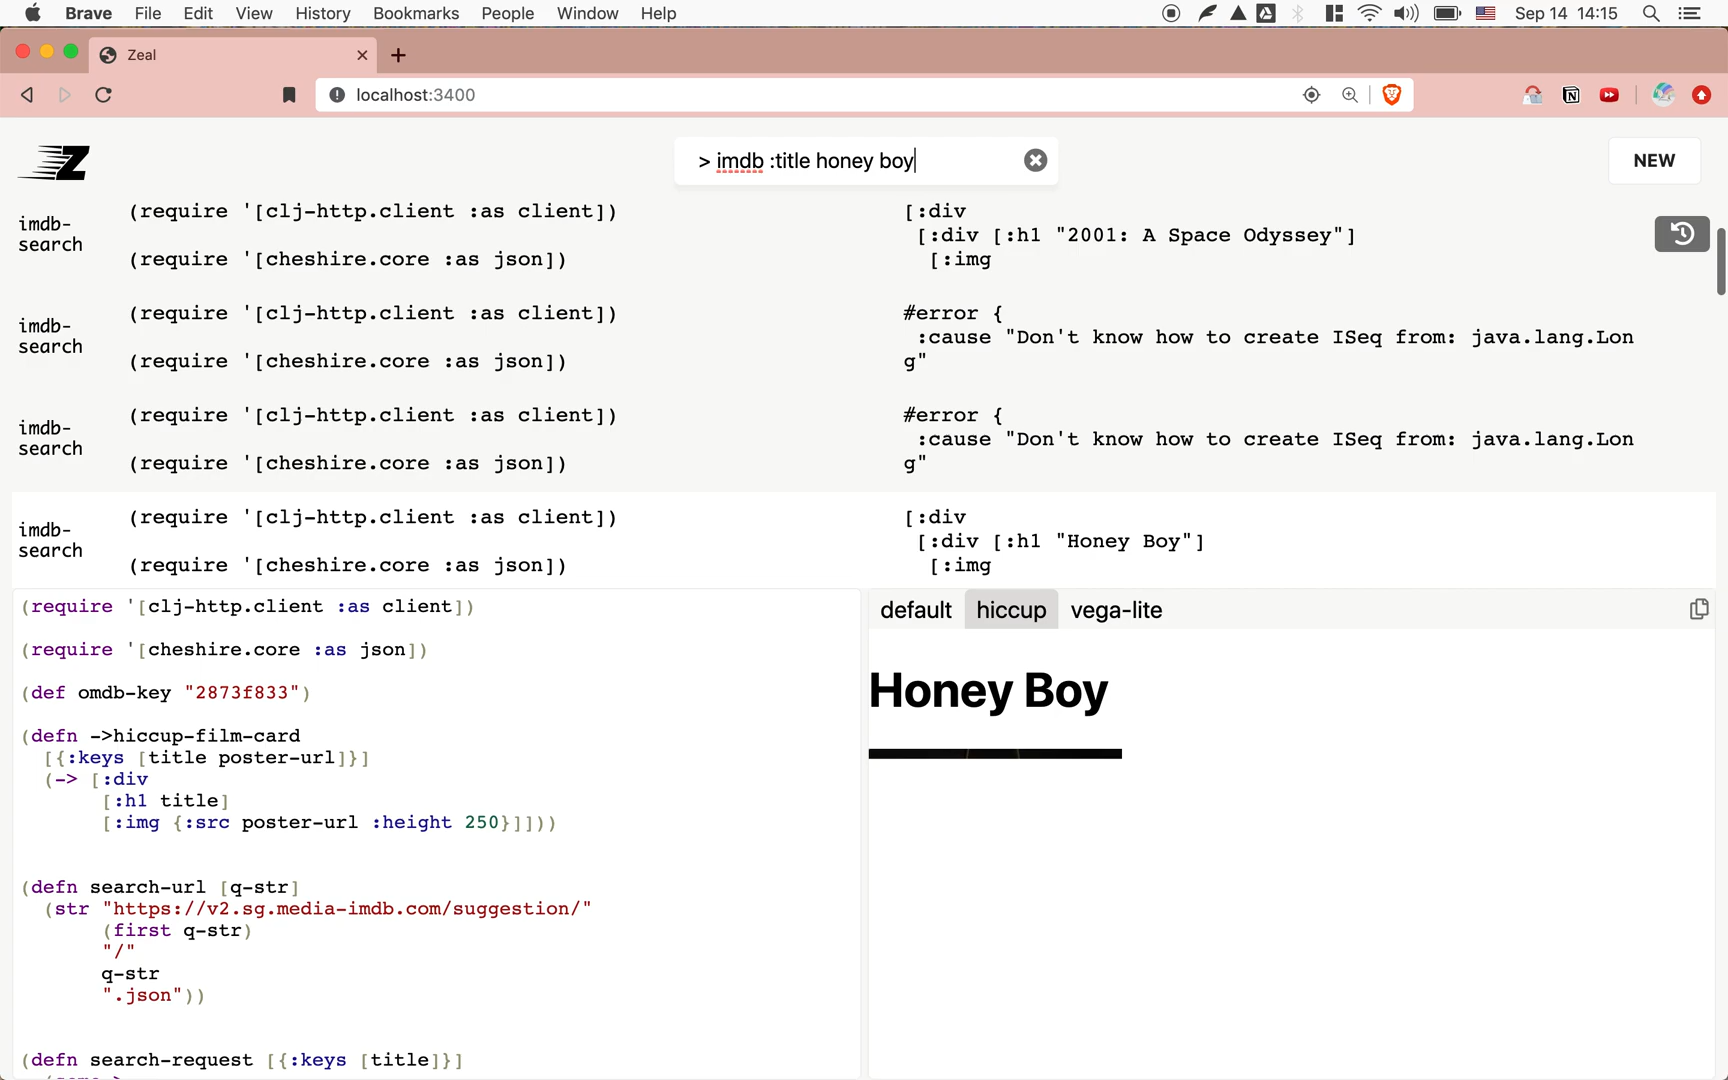 Brave File Edit View History Bookmarks People Window Help Sep 14 14:15
Zeal
localhost:3400
Z > imdb :title honey boy NEW
imdb-
search
(require '[clj-http.client :as client])
(require '[cheshire.core :as json])
[:div
[:div [:h1 "2001: A Space Odyssey"]
[:img
imdb-
search
(require '[clj-http.client :as client])
(require '[cheshire.core :as json])
#error {
:cause "Don't know how to create ISeq from: java.lang.Lon
g"
imdb-
search
(require '[clj-http.client :as client])
(require '[cheshire.core :as json])
#error {
:cause "Don't know how to create ISeq from: java.lang.Lon
g"
imdb-
search
(require '[clj-http.client :as client])
(require '[cheshire.core :as json])
[:div
[:div [:h1 "Honey Boy"]
[:img
(require '[clj-http.client :as client])
(require '[cheshire.core :as json])
(def omdb-key "2873f833")
(defn ->hiccup-film-card
[{:keys [title poster-url]}]
(-> [:div
[:h1 title]
[:img {:src poster-url :height 250}]]))
(defn search-url [q-str]
(str "https://v2.sg.media-imdb.com/suggestion/"
(first q-str)
"/"
q-str
".json"))
(defn search-request [{:keys [title]}]
default hiccup vega-lite
Honey Boy